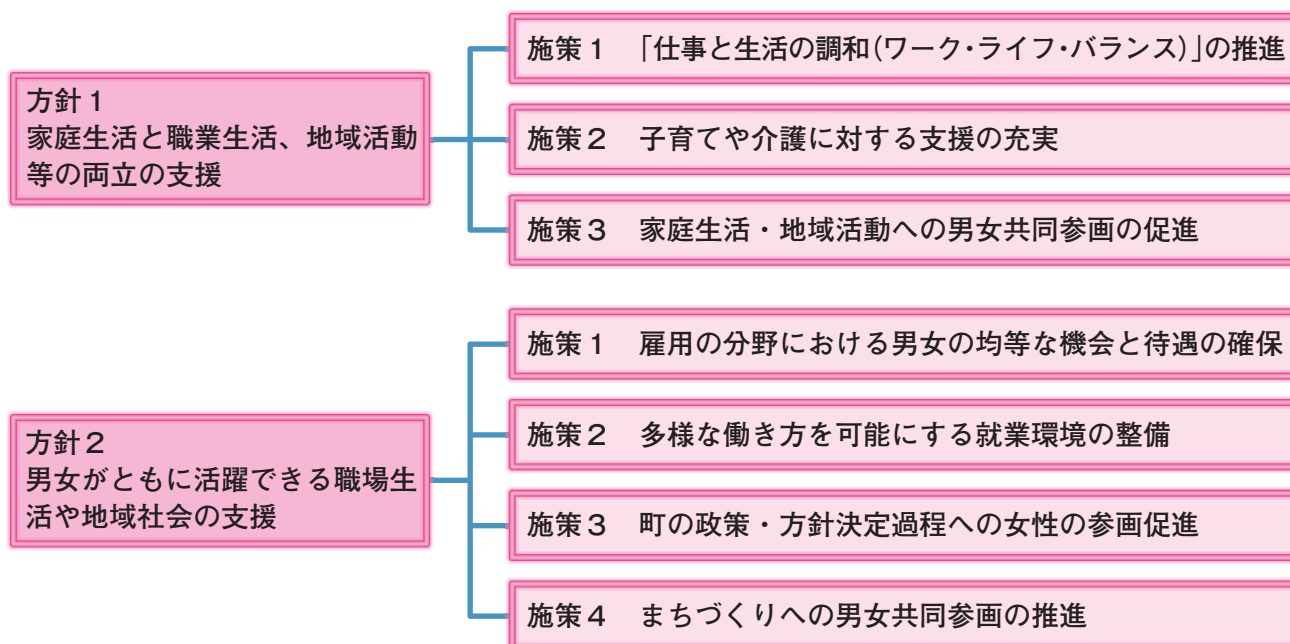 方針1
家庭生活と職業生活、地域活動
等の両立の支援
施策1 「仕事と生活の調和(ワーク・ライフ・バランス)」の推進
施策2 子育てや介護に対する支援の充実
施策3 家庭生活・地域活動への男女共同参画の促進
方針2
男女がともに活躍できる職場生
活や地域社会の支援
施策1 雇用の分野における男女の均等な機会と待遇の確保
施策2 多様な働き方を可能にする就業環境の整備
施策3 町の政策・方針決定過程への女性の参画促進
施策4 まちづくりへの男女共同参画の推進